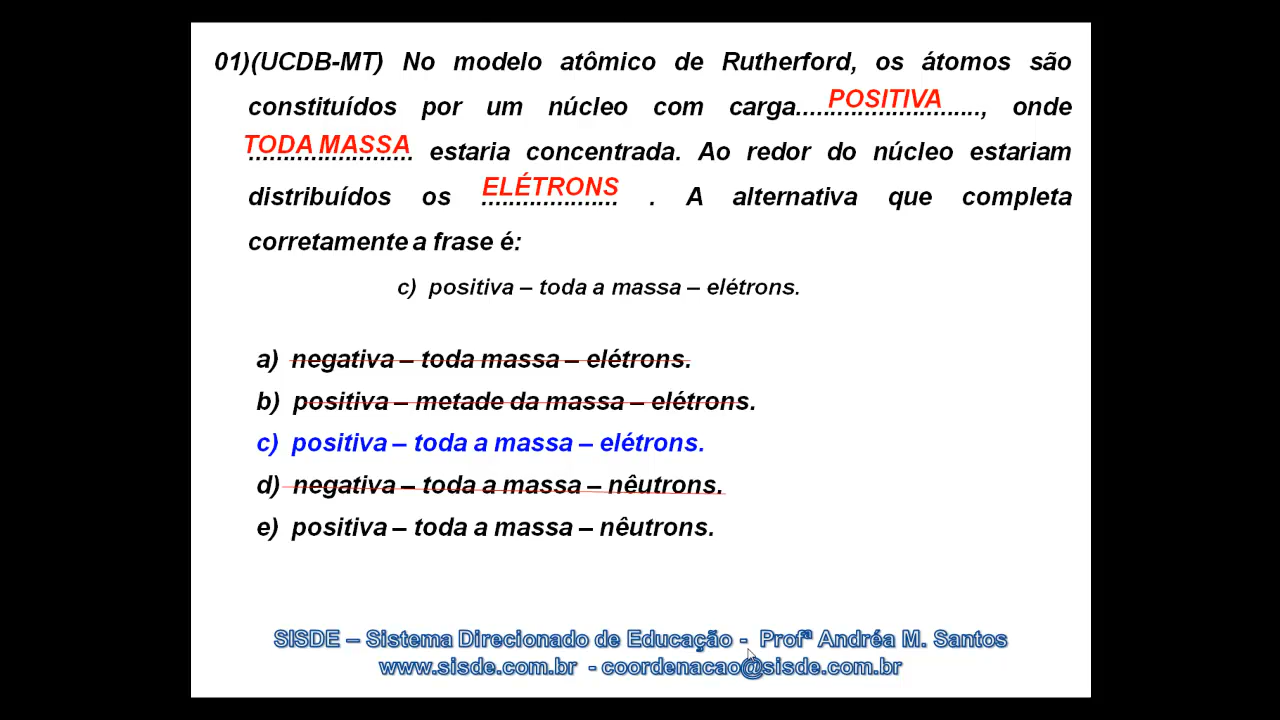 01)(UCDB-MT) No modelo atômico de Rutherford, os átomos são
constituídos por um núcleo com carga..........POSITIVA.........., onde
TODA MASSA estaria concentrada. Ao redor do núcleo estariam
distribuídos os ELÉTRONS . A alternativa que completa
corretamente a frase é:
c) positiva – toda a massa – elétrons.
a) negativa – toda massa – elétrons.
b) positiva – metade da massa – elétrons.
c) positiva – toda a massa – elétrons.
d) negativa – toda a massa – nêutrons.
e) positiva – toda a massa – nêutrons.
SISDE – Sistema Direcionado de Educação - Profª Andréa M. Santos
www.sisde.com.br - coordenacao@sisde.com.br